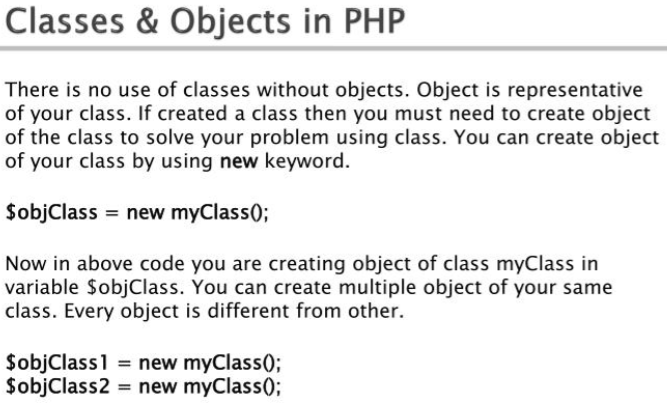 Classes & Objects in PHP
There is no use of classes without objects. Object is representative
of your class. If created a class then you must need to create object
of the class to solve your problem using class. You can create object
of your class by using new keyword.
$objClass = new myClass();
Now in above code you are creating object of class myClass in
variable $objClass. You can create multiple object of your same
class. Every object is different from other.
$objClass1 = new myClass();
$objClass2 = new myClass();